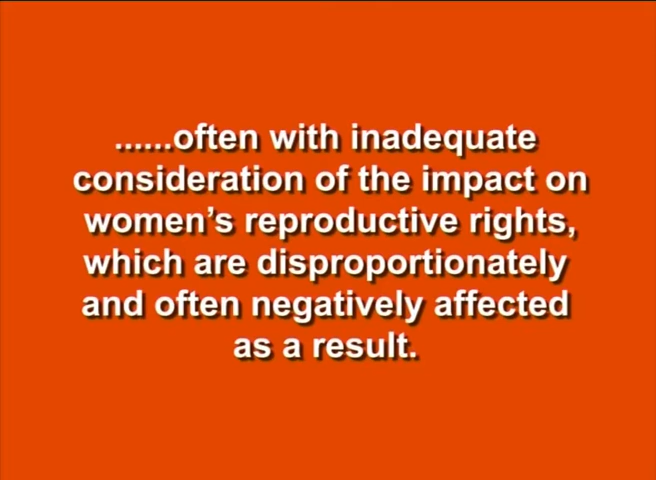 ......often with inadequate
consideration of the impact on
women’s reproductive rights,
which are disproportionately
and often negatively affected
as a result.